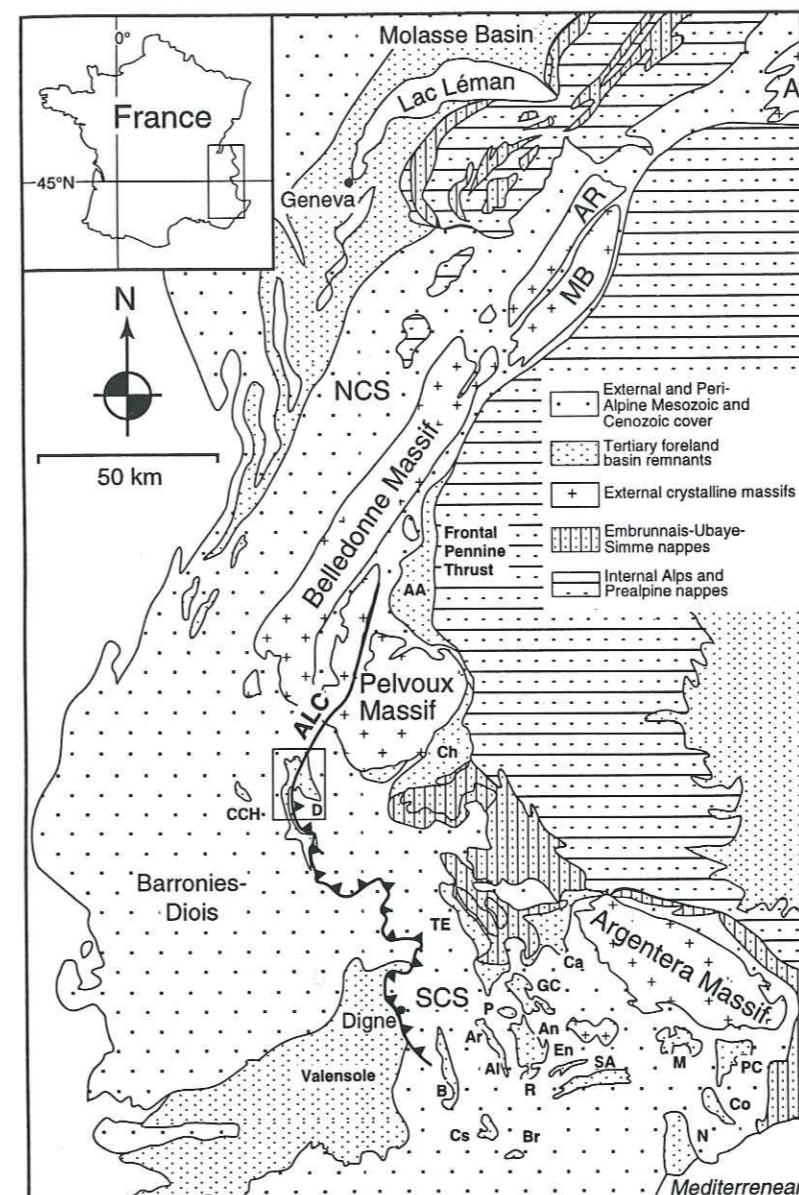 0°
France
45°N
Molasse Basin
Lac Léman
Geneva
A
AR
MB
N
NCS
50 km
External and Peri-
Alpine Mesozoic and
Cenozoic cover
Tertiary foreland
basin remnants
External crystalline massifs
Embrunnais-Ubaye-
Simme nappes
Internal Alps and
Prealpine nappes
Belledonne Massif
Frontal
Pennine
Thrust
AA
Pelvoux
Massif
ALC
Ch
CCH
D
Barronies-
Diois
TE
Argentera Massif
Ca
SCS
GC
P
Digne
Ar
An
En
Al
SA
M
PC
Valensole
B
R
Co
Cs
Br
N
Mediterranean